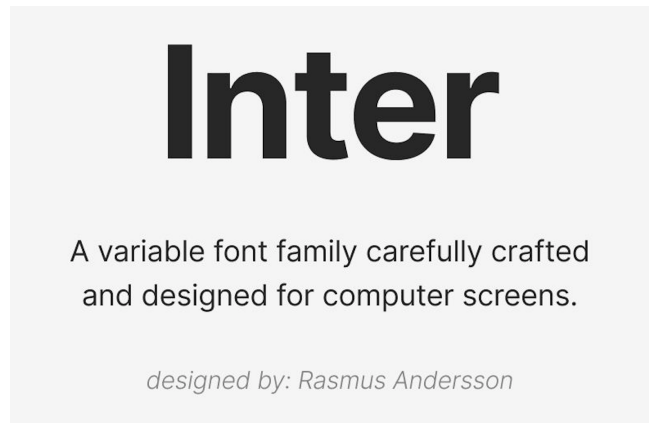 Inter
A variable font family carefully crafted
and designed for computer screens.
designed by: Rasmus Andersson